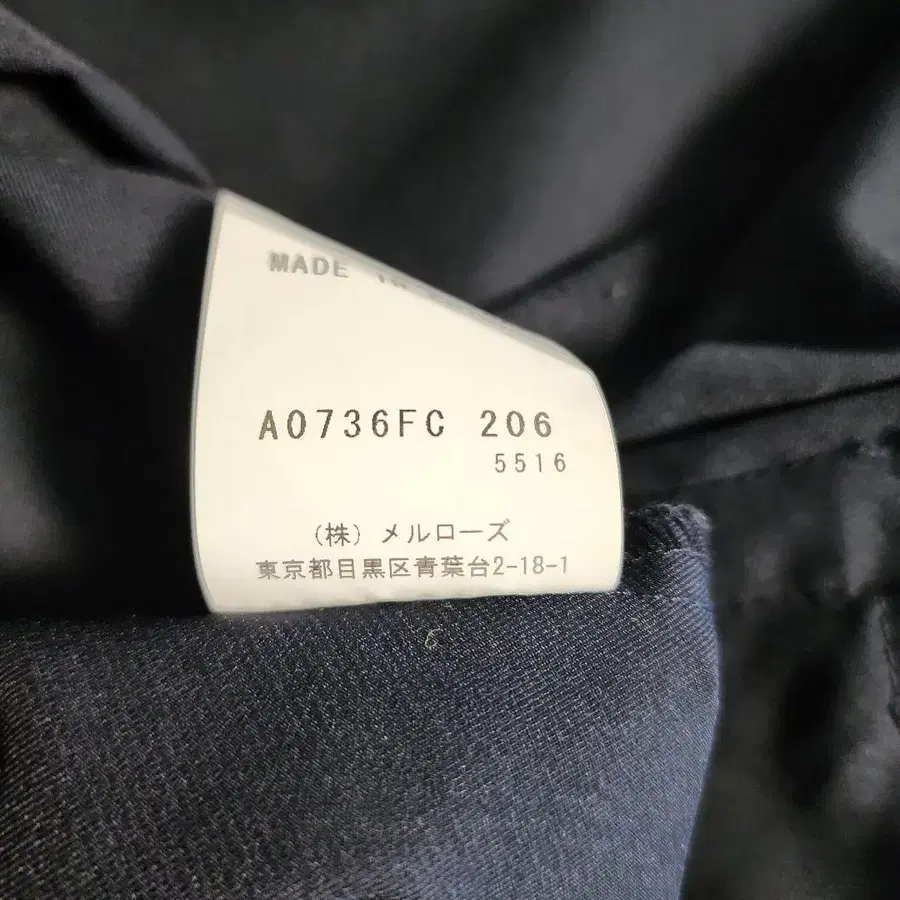 MADE
A0736FC 206
5516
(株) メルローズ
東京都目黒区青葉台2-18-1